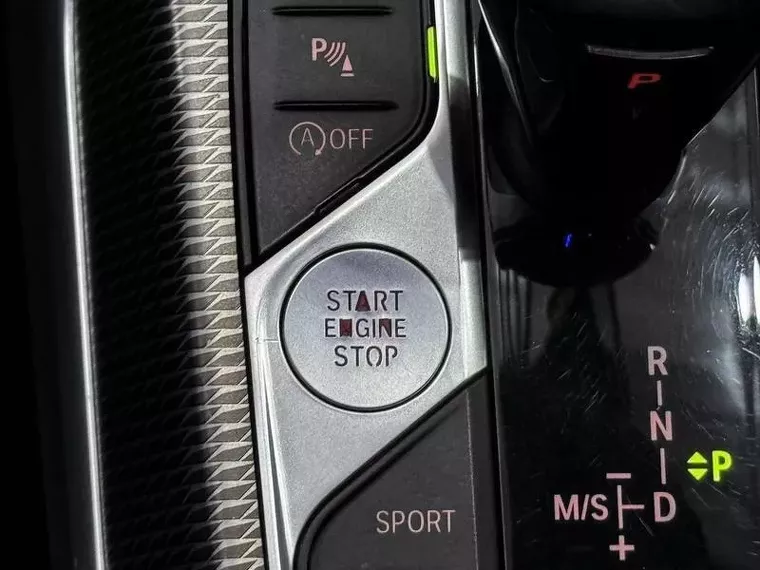 P
P
(A) OFF
START
ENGINE
STOP
R
N
P
M/S
D
−
+
SPORT